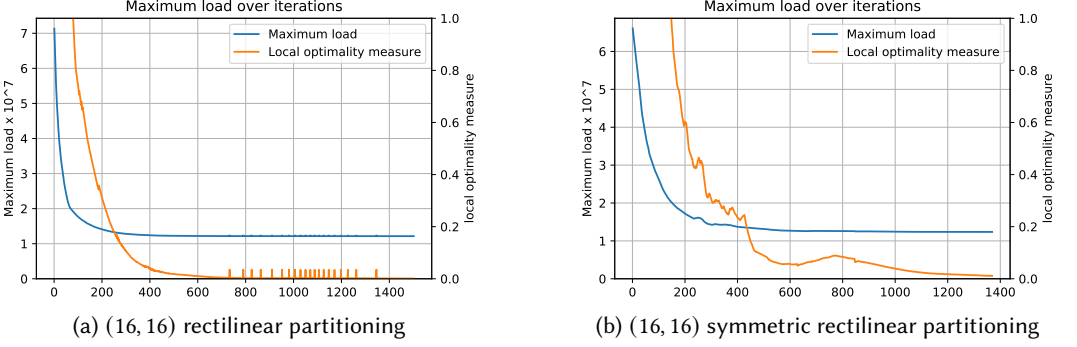 Maximum load over iterations
Maximum load
Local optimality measure
Maximum load x 10^7
7
6
5
4
3
2
1
0
1.0
0.8
0.6
0.4
0.2
0.0
local optimality measure
0 200 400 600 800 1000 1200 1400
(a) (16, 16) rectilinear partitioning
Maximum load over iterations
Maximum load
Local optimality measure
Maximum load x 10^7
6
5
4
3
2
1
0
1.0
0.8
0.6
0.4
0.2
0.0
local optimality measure
0 200 400 600 800 1000 1200 1400
(b) (16, 16) symmetric rectilinear partitioning